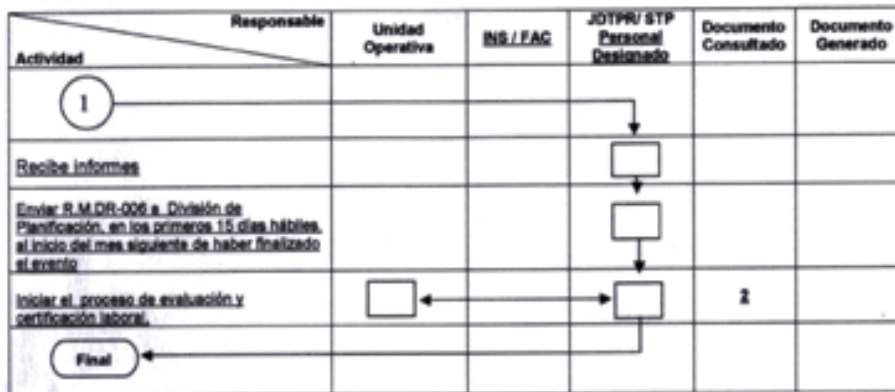 Responsable
Actividad
Unidad
Operativa
INS / FAC
JDTPR/ STP
Personal
Designado
Documento
Consultado
Documento
Generado
1
Recibe informes
Enviar R.M.DR-006 a División de
Planificación, en los primeros 15 días hábiles,
al inicio del mes siguiente de haber finalizado
el evento
Iniciar el proceso de evaluación y
certificación laboral.
2
Final